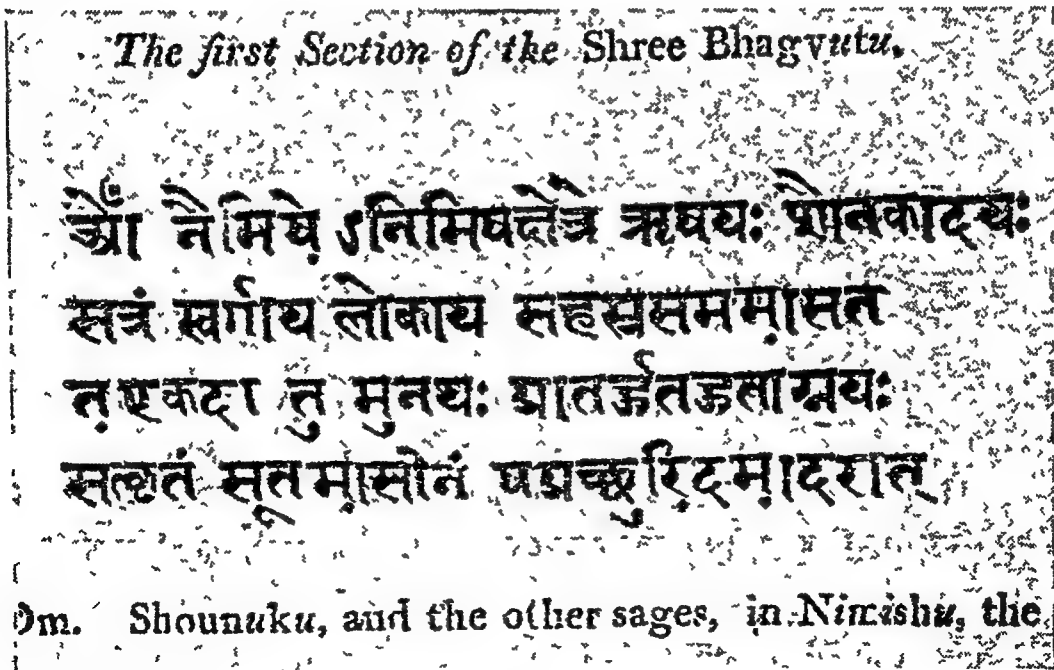 The first Section of the Shree Bhagvutu.
ओँ नैमिषे ऽनिमिषक्षेत्रे ऋषयः शौनकादयः
सत्रं स्वर्गाय लोकाय सहस्रसममासत
त एकदा तु मुनयः प्रातर्हुतहुताग्नयः
सत्कृतं सूतमासीनं पप्रच्छुरिदमादरात्
Om. Shounuku, and the other sages, in Nimishu, the